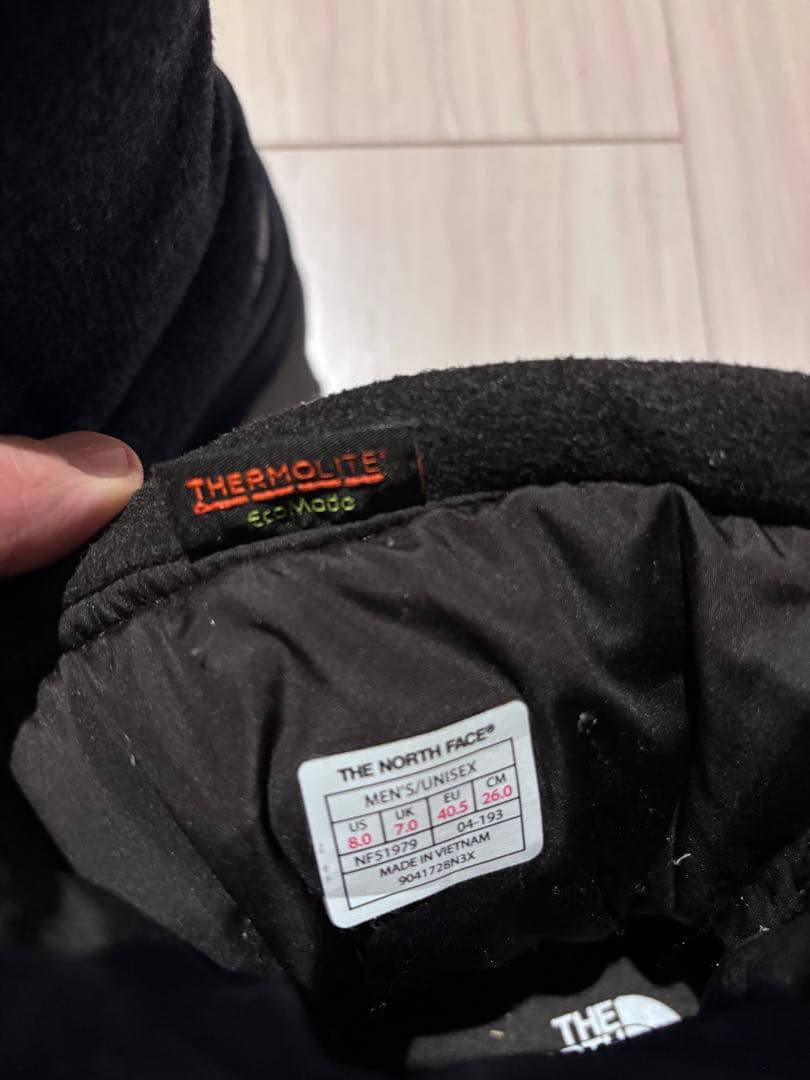 THERMOLITE®
EcoMade
THE NORTH FACE®
MEN'S/UNISEX
US UK EU CM
8.0 7.0 40.5 26.0
NF51979 04-193
MADE IN VIETNAM
9041728N3X
THE